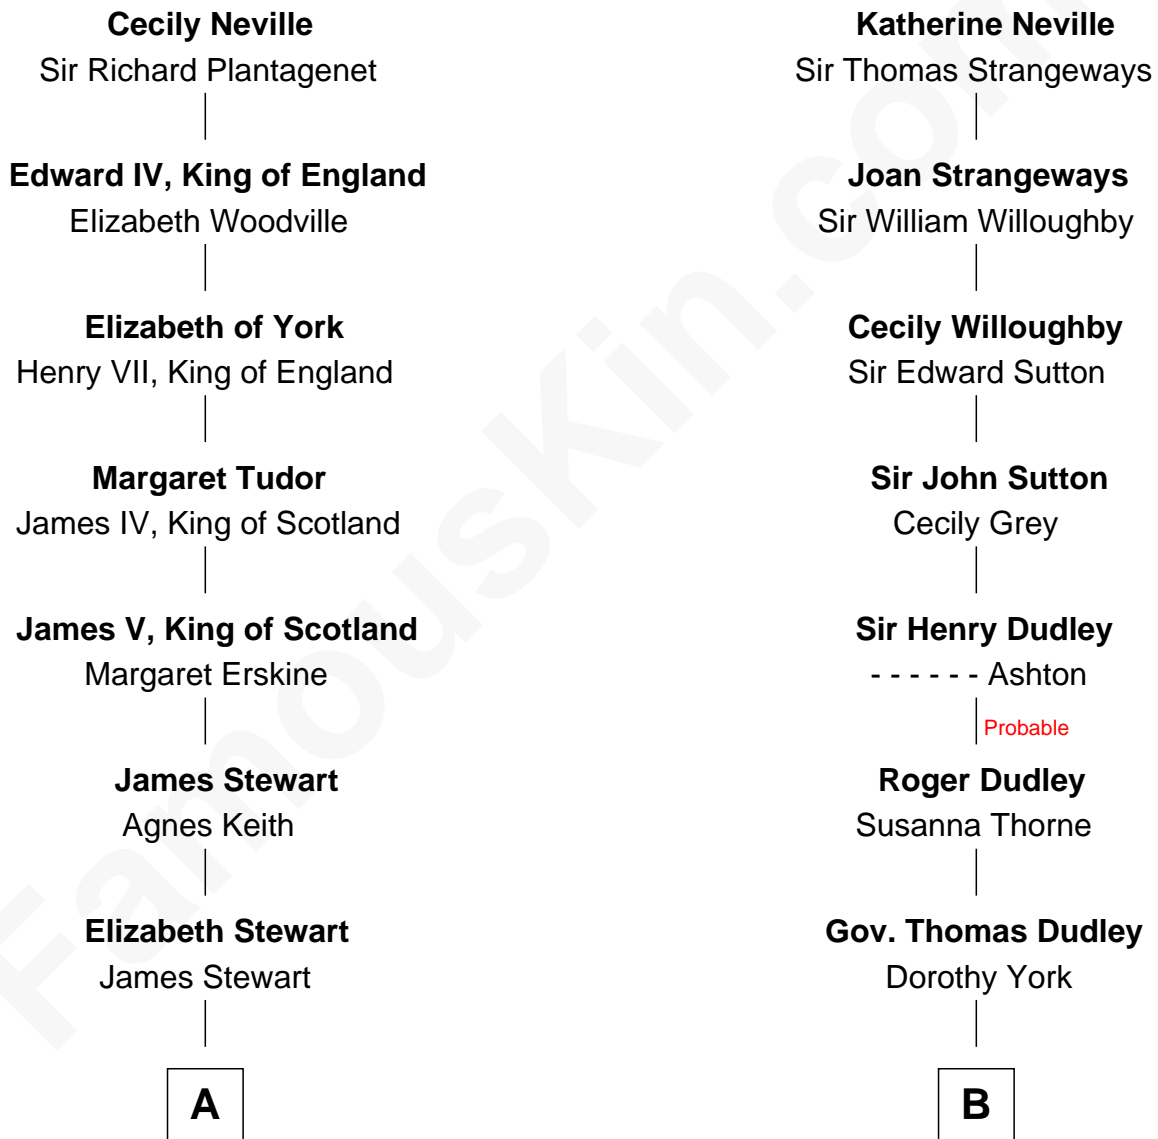 Cecily Neville
Sir Richard Plantagenet
Edward IV, King of England
Elizabeth Woodville
Elizabeth of York
Henry VII, King of England
Margaret Tudor
James IV, King of Scotland
James V, King of Scotland
Margaret Erskine
James Stewart
Agnes Keith
Elizabeth Stewart
James Stewart
A
Katherine Neville
Sir Thomas Strangeways
Joan Strangeways
Sir William Willoughby
Cecily Willoughby
Sir Edward Sutton
Sir John Sutton
Cecily Grey
Sir Henry Dudley
- - - - - - Ashton
Probable
Roger Dudley
Susanna Thorne
Gov. Thomas Dudley
Dorothy York
B
FamousKin.com